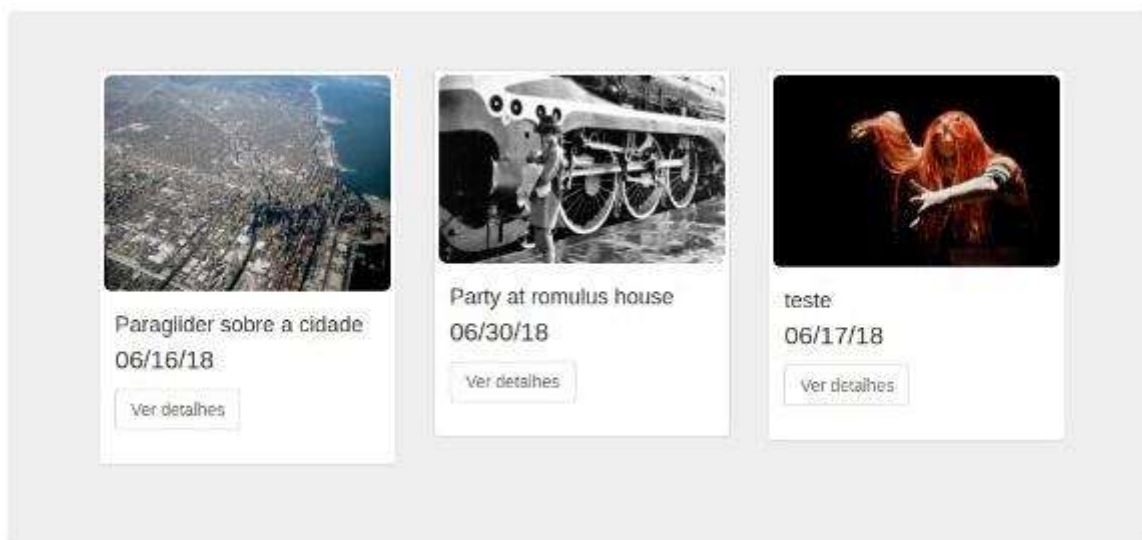 Paraglider sobre a cidade
06/16/18
Ver detalhes
Party at romulus house
06/30/18
Ver detalhes
teste
06/17/18
Ver detalhes